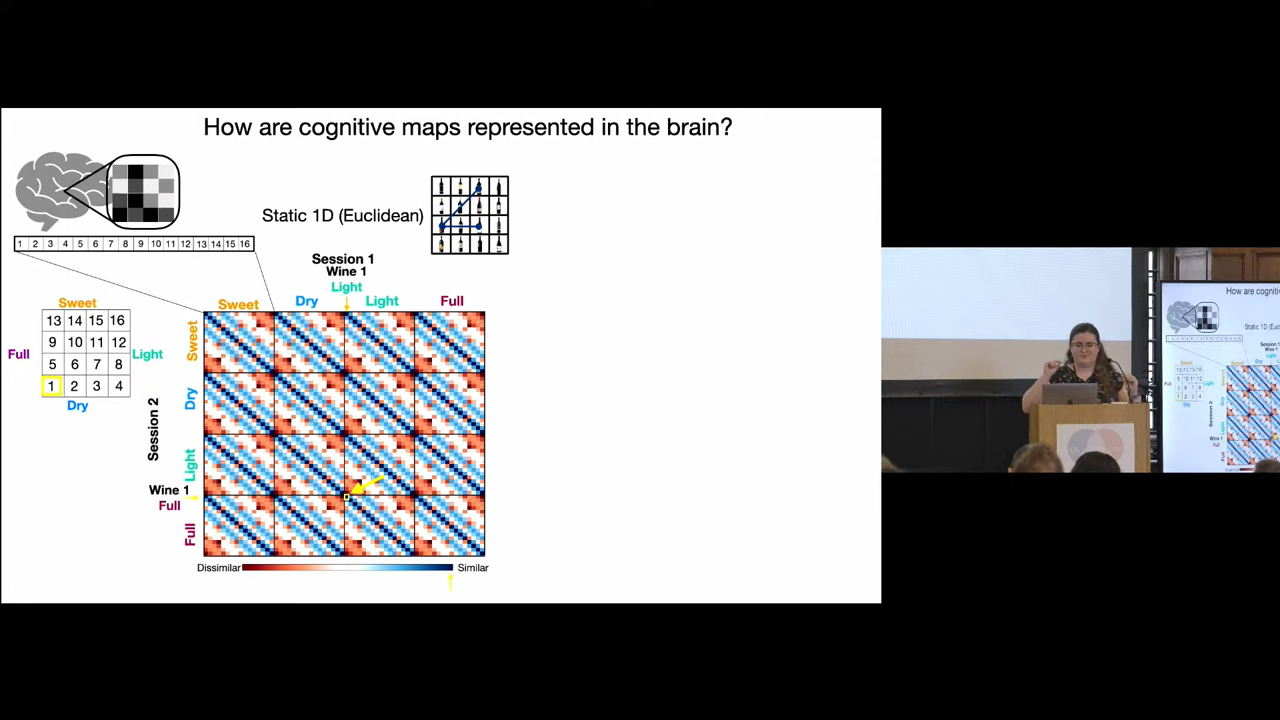 How are cognitive maps represented in the brain?
Static 1D (Euclidean)
1 2 3 4 5 6 7 8 9 10 11 12 13 14 15 16
Session 1
Wine 1
Light
Sweet Dry Light Full
Sweet
13 14 15 16
9 10 11 12
5 6 7 8
1 2 3 4
Full
Light
Dry
Session 2
Wine 1
Full
Sweet
Dry
Light
Full
Dissimilar
Similar
How are cogniti